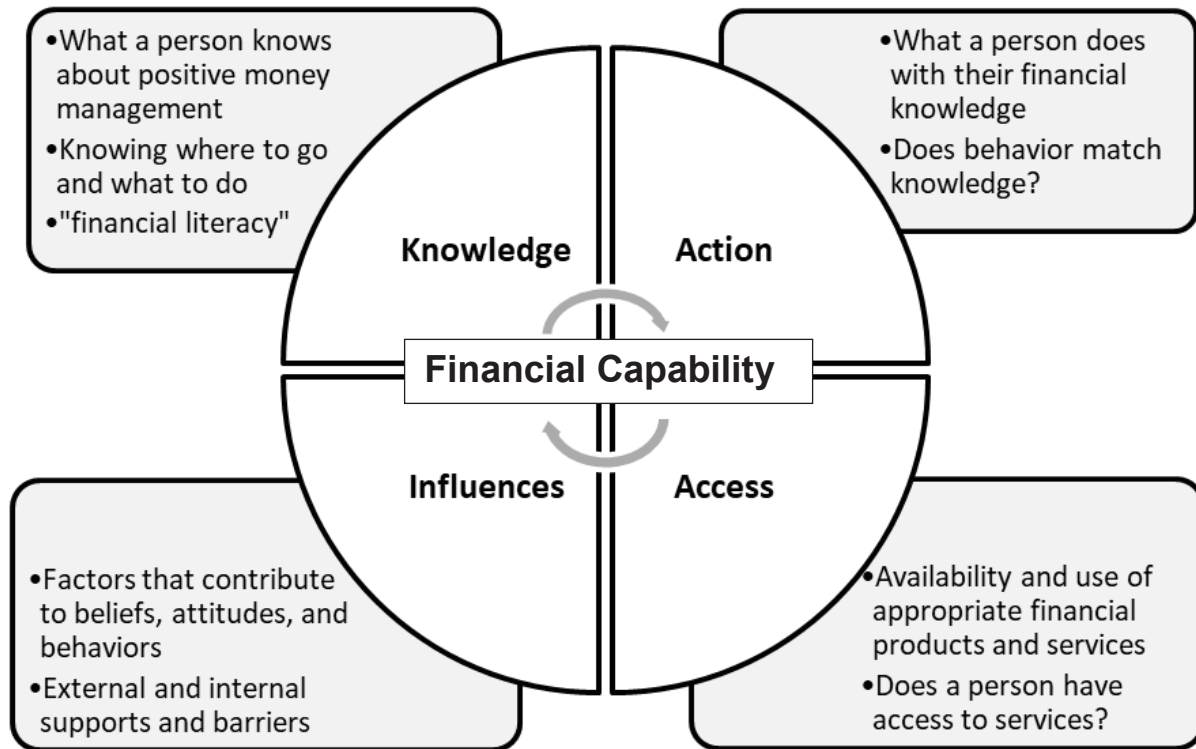 •What a person knows
about positive money
management
•Knowing where to go
and what to do
•"financial literacy"
•What a person does
with their financial
knowledge
•Does behavior match
knowledge?
Knowledge
Action
Financial Capability
Influences
Access
•Factors that contribute
to beliefs, attitudes, and
behaviors
•External and internal
supports and barriers
•Availability and use of
appropriate financial
products and services
•Does a person have
access to services?